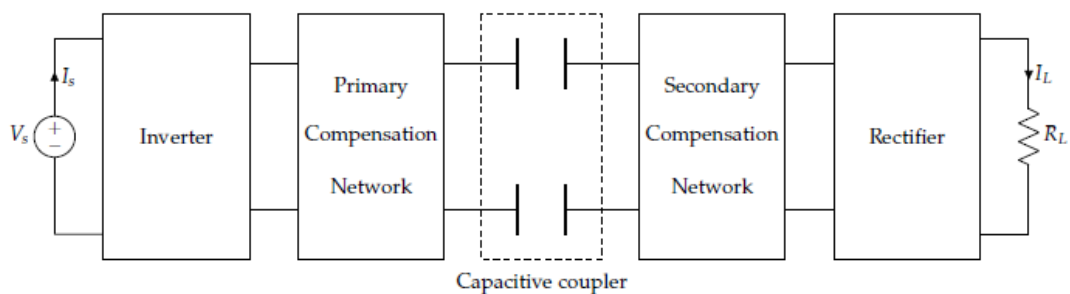 V_s
I_s
Inverter
Primary
Compensation
Network
Capacitive coupler
Secondary
Compensation
Network
Rectifier
I_L
R_L